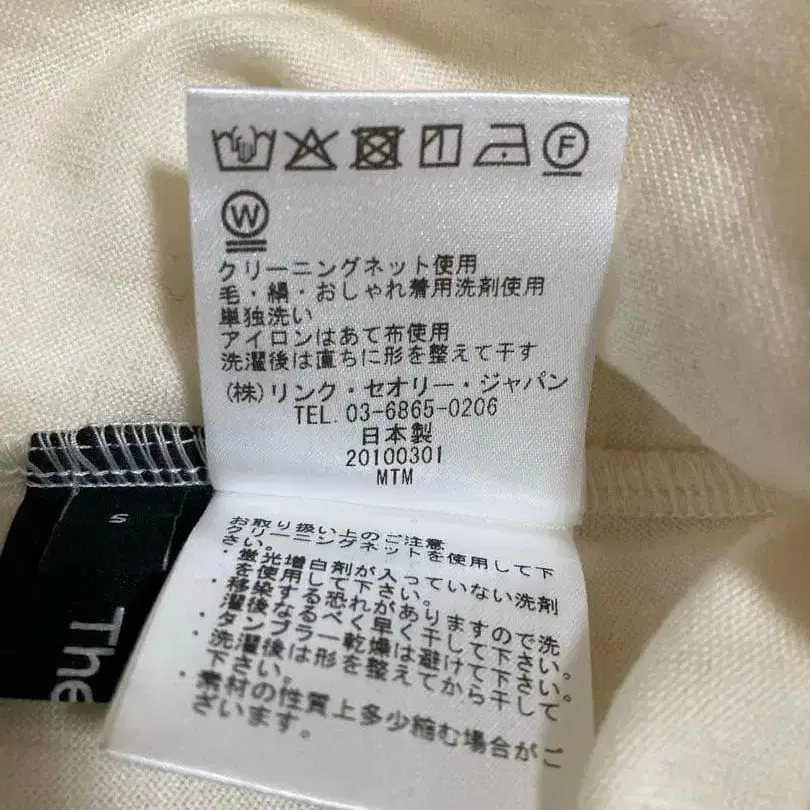 W
F
クリーニングネット使用
毛・絹・おしゃれ着用洗剤使用
単独洗い
アイロンはあて布使用
洗濯後は直ちに形を整えて干す
(株)リンク・セオリー・ジャパン
TEL. 03-6865-0206
日本製
20100301
MTM
S
The
お取り扱い上のご注意
クリーニングネットを使用して下
さい。
・蛍光増白剤が入っていない洗剤
を使用して下さい。
・移染する恐れがありますので洗
濯後なるべく早く干して下さい。
・タンブラー乾燥は避けて下さい。
・洗濯後は形を整えてから干して
下さい。
・素材の性質上多少縮む場合がご
ざいます。